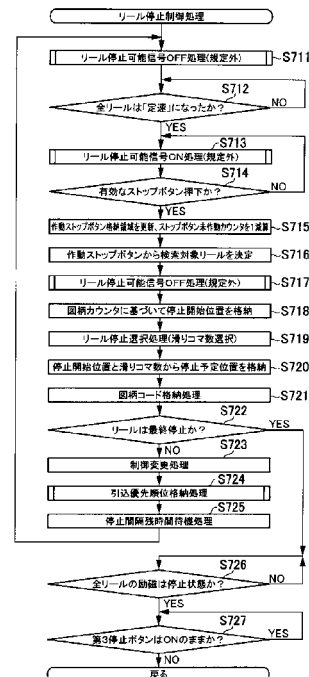 リール停止制御処理
リール停止可能信号OFF処理(規定外)
S711
S712
全リールは「定速」になったか?
NO
YES
S713
リール停止可能信号ON処理(規定外)
S714
有効なストップボタン押下か?
NO
YES
作動ストップボタン格納領域を更新、ストップボタン未作動カウンタを1減算
S715
作動ストップボタンから検索対象リールを決定
S716
リール停止可能信号OFF処理(規定外)
S717
図柄カウンタに基づいて停止開始位置を格納
S718
リール停止選択処理(滑りコマ数選択)
S719
停止開始位置と滑りコマ数から停止予定位置を格納
S720
図柄コード格納処理
S721
S722
リールは最終停止か?
YES
NO
S723
制御変更処理
S724
引込優先順位格納処理
S725
停止間隔残時間待機処理
S726
全リールの励磁は停止状態か?
NO
YES
S727
第3停止ボタンはONのままか?
YES
NO
戻る